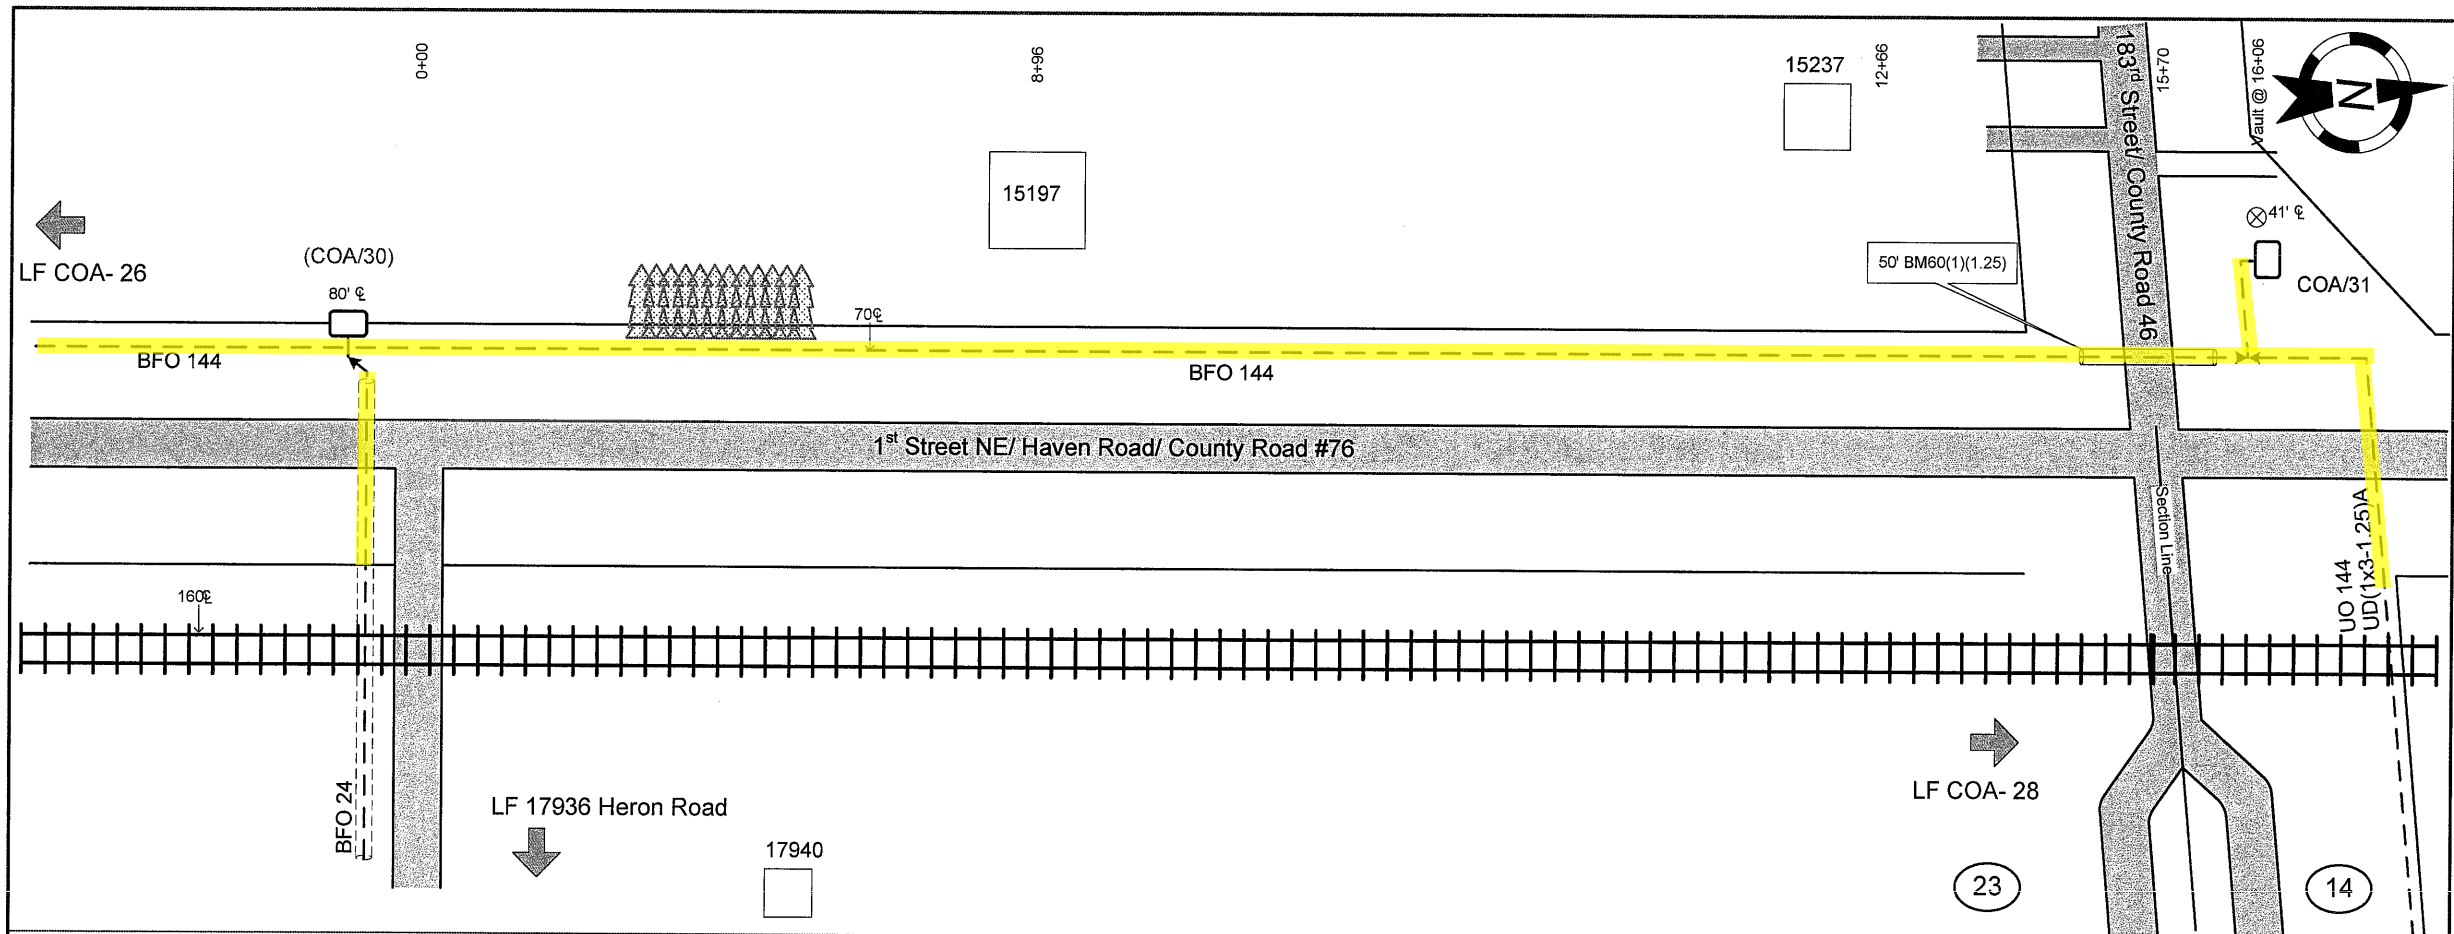 0+00
8+96
15237
12+66
183rd Street/ County Road 46
15+70
Vault @ 16+06
N
15197
(COA/30)
LF COA- 26
80' ℄
70℄
50' BM60(1)(1.25)
41' ℄
COA/31
BFO 144
BFO 144
1st Street NE/ Haven Road/ County Road #76
Section Line
UO 144
UD(1x3-1.25)A
160℄
BFO 24
LF 17936 Heron Road
17940
LF COA- 28
23
14